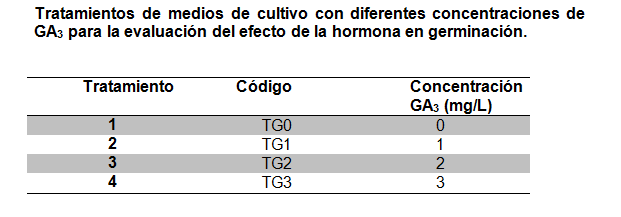 Tratamientos de medios de cultivo con diferentes concentraciones de
GA₃ para la evaluación del efecto de la hormona en germinación.
Tratamiento Código Concentración
GA₃ (mg/L)
1 TG0 0
2 TG1 1
3 TG2 2
4 TG3 3